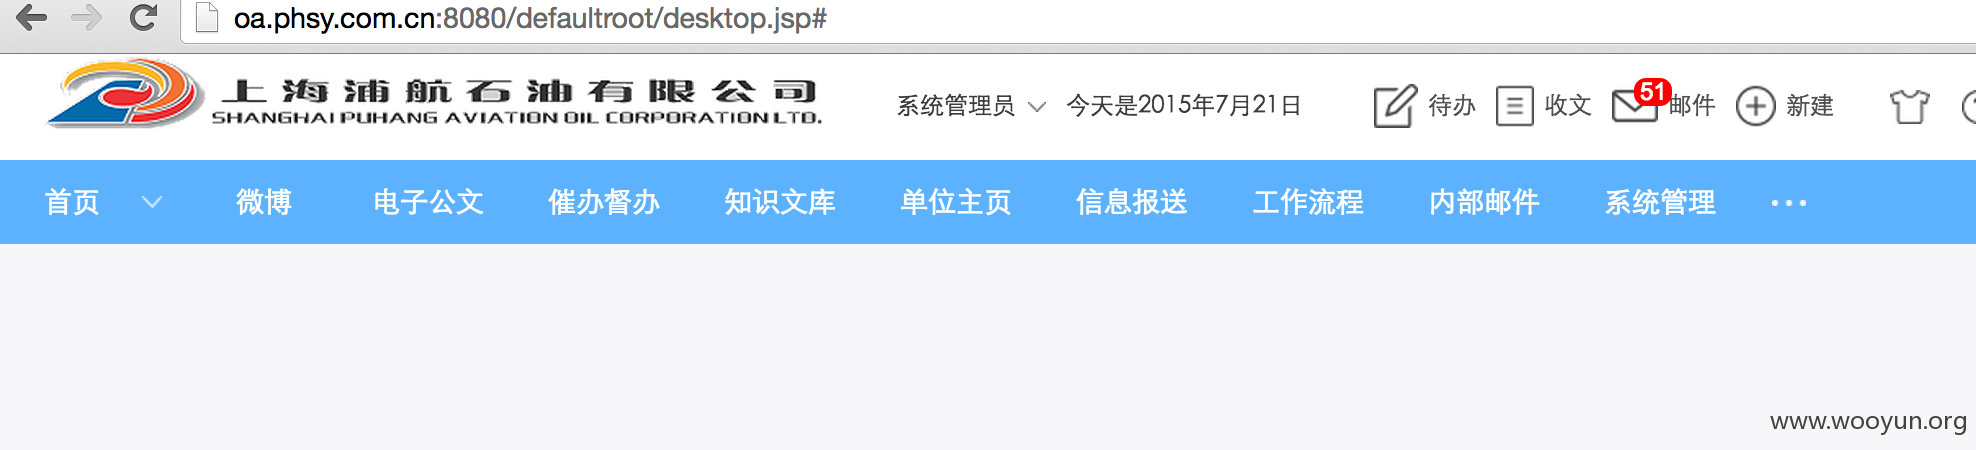 oa.phsy.com.cn:8080/defaultroot/desktop.jsp#
上海浦航石油有限公司
SHANGHAI PUHANG AVIATION OIL CORPORATION LTD.
系统管理员 今天是2015年7月21日 待办 收文 51 邮件 新建
首页 微博 电子公文 催办督办 知识文库 单位主页 信息报送 工作流程 内部邮件 系统管理 ...
www.wooyun.org